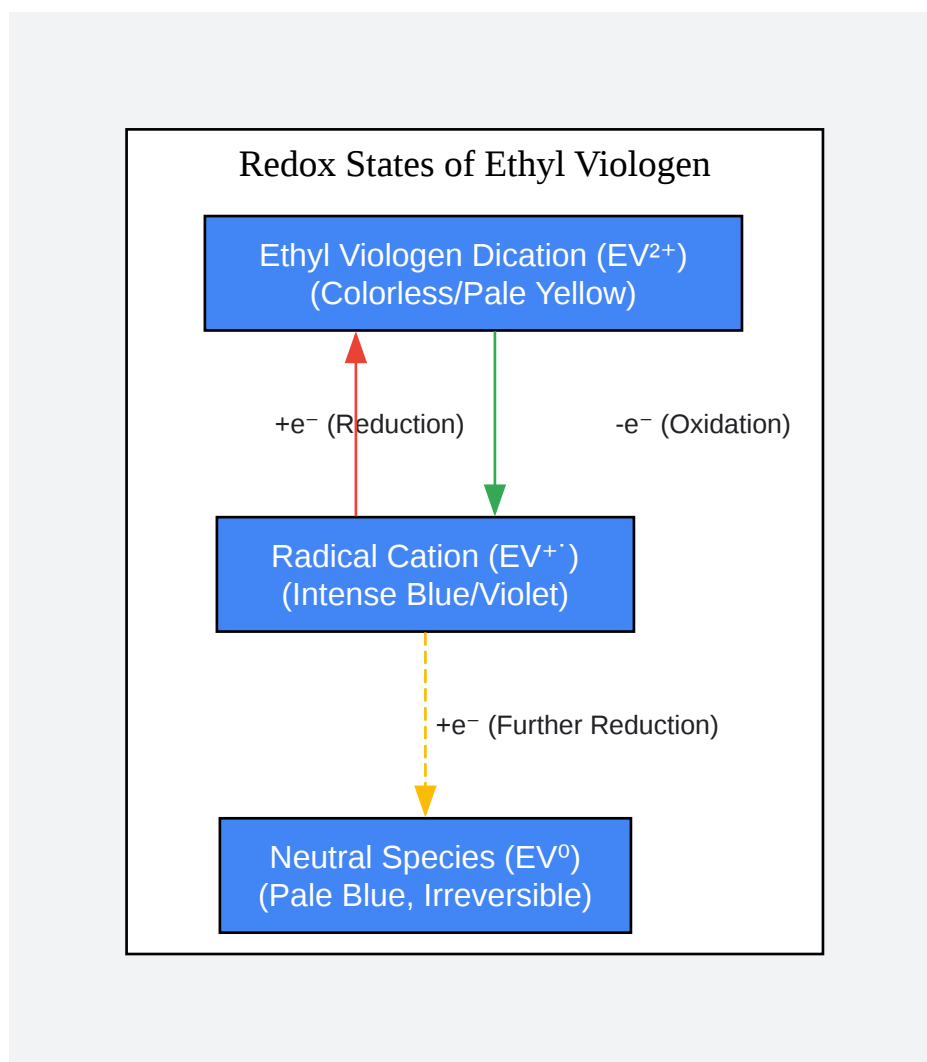 Redox States of Ethyl Viologen
Ethyl Viologen Dication (EV²⁺)
(Colorless/Pale Yellow)
+e⁻ (Reduction)
-e⁻ (Oxidation)
Radical Cation (EV⁺˙)
(Intense Blue/Violet)
+e⁻ (Further Reduction)
Neutral Species (EV⁰)
(Pale Blue, Irreversible)